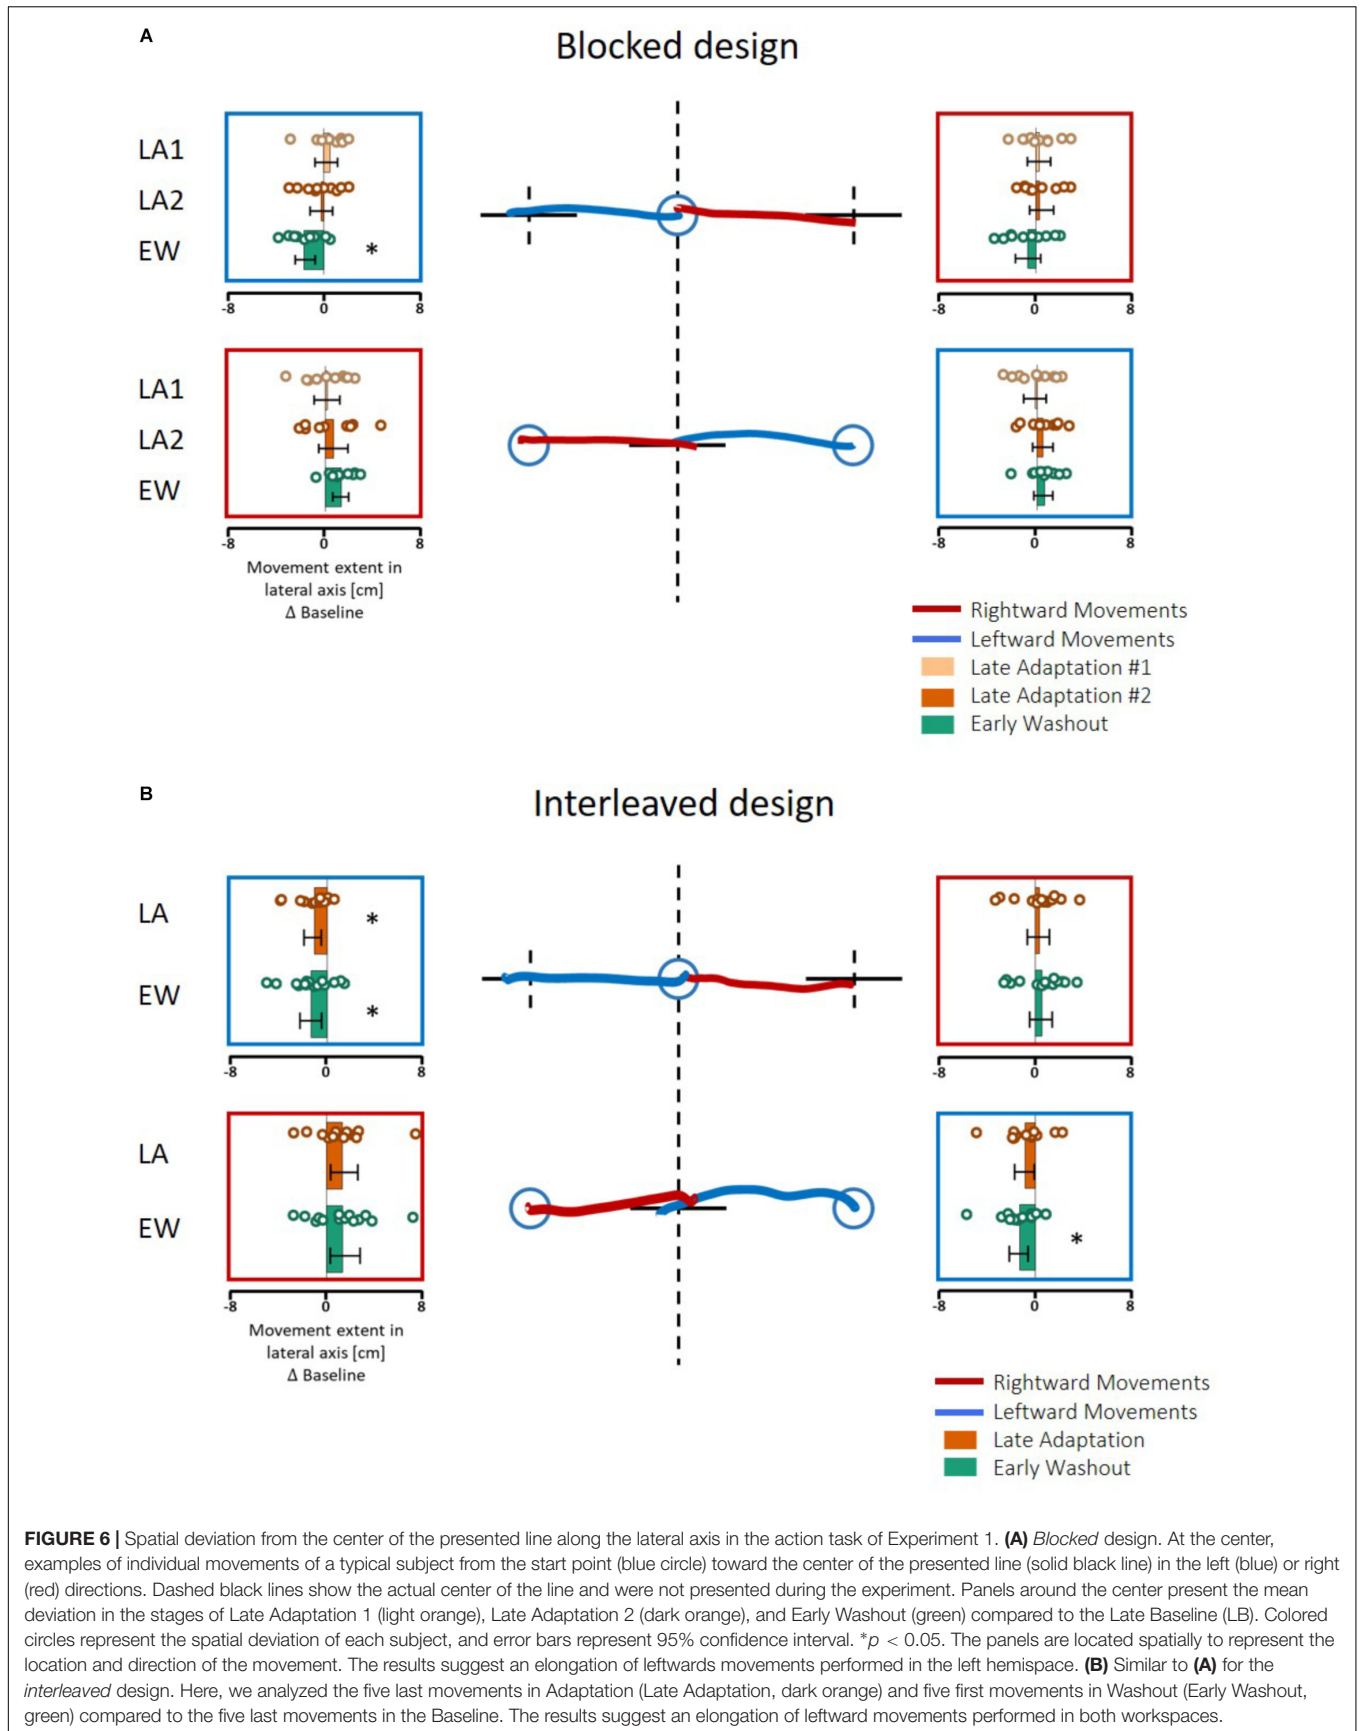 A
Blocked design
LA1
LA2
EW
*
-8 0 8
-8 0 8
LA1
LA2
EW
-8 0 8
-8 0 8
Movement extent in
lateral axis [cm]
Δ Baseline
Rightward Movements
Leftward Movements
Late Adaptation #1
Late Adaptation #2
Early Washout
B
Interleaved design
LA
*
EW
*
-8 0 8
-8 0 8
LA
EW
*
-8 0 8
-8 0 8
Movement extent in
lateral axis [cm]
Δ Baseline
Rightward Movements
Leftward Movements
Late Adaptation
Early Washout
FIGURE 6 | Spatial deviation from the center of the presented line along the lateral axis in the action task of Experiment 1. (A) Blocked design. At the center,
examples of individual movements of a typical subject from the start point (blue circle) toward the center of the presented line (solid black line) in the left (blue) or right
(red) directions. Dashed black lines show the actual center of the line and were not presented during the experiment. Panels around the center present the mean
deviation in the stages of Late Adaptation 1 (light orange), Late Adaptation 2 (dark orange), and Early Washout (green) compared to the Late Baseline (LB). Colored
circles represent the spatial deviation of each subject, and error bars represent 95% confidence interval. *p < 0.05. The panels are located spatially to represent the
location and direction of the movement. The results suggest an elongation of leftwards movements performed in the left hemispace. (B) Similar to (A) for the
interleaved design. Here, we analyzed the five last movements in Adaptation (Late Adaptation, dark orange) and five first movements in Washout (Early Washout,
green) compared to the five last movements in the Baseline. The results suggest an elongation of leftward movements performed in both workspaces.